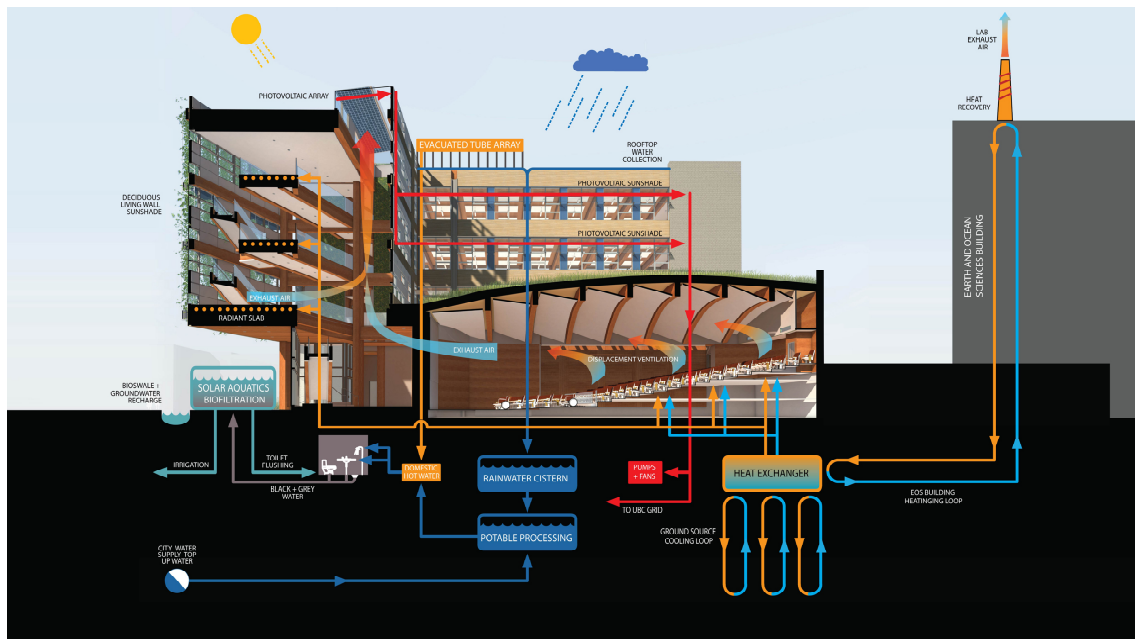 LAB
EXHAUST
AIR
HEAT
RECOVERY
PHOTOVOLTAIC ARRAY
EVACUATED TUBE ARRAY
ROOFTOP
WATER
COLLECTION
PHOTOVOLTAIC SUNSHADE
DECIDUOUS
LIVING WALL
SUNSHADE
PHOTOVOLTAIC SUNSHADE
EARTH AND OCEAN
SCIENCES BUILDING
EXHAUST AIR
RADIANT SLAB
EXHAUST AIR
DISPLACEMENT VENTILATION
BIOSWALE +
GROUNDWATER
RECHARGE
SOLAR AQUATICS
BIOFILTRATION
IRRIGATION
TOILET
FLUSHING
BLACK + GREY
WATER
DOMESTIC
HOT WATER
RAINWATER CISTERN
PUMPS
+ FANS
HEAT EXCHANGER
TO UBC GRID
EOS BUILDING
HEATINGING LOOP
POTABLE PROCESSING
GROUND SOURCE
COOLING LOOP
CITY WATER
SUPPLY TOP
UP WATER